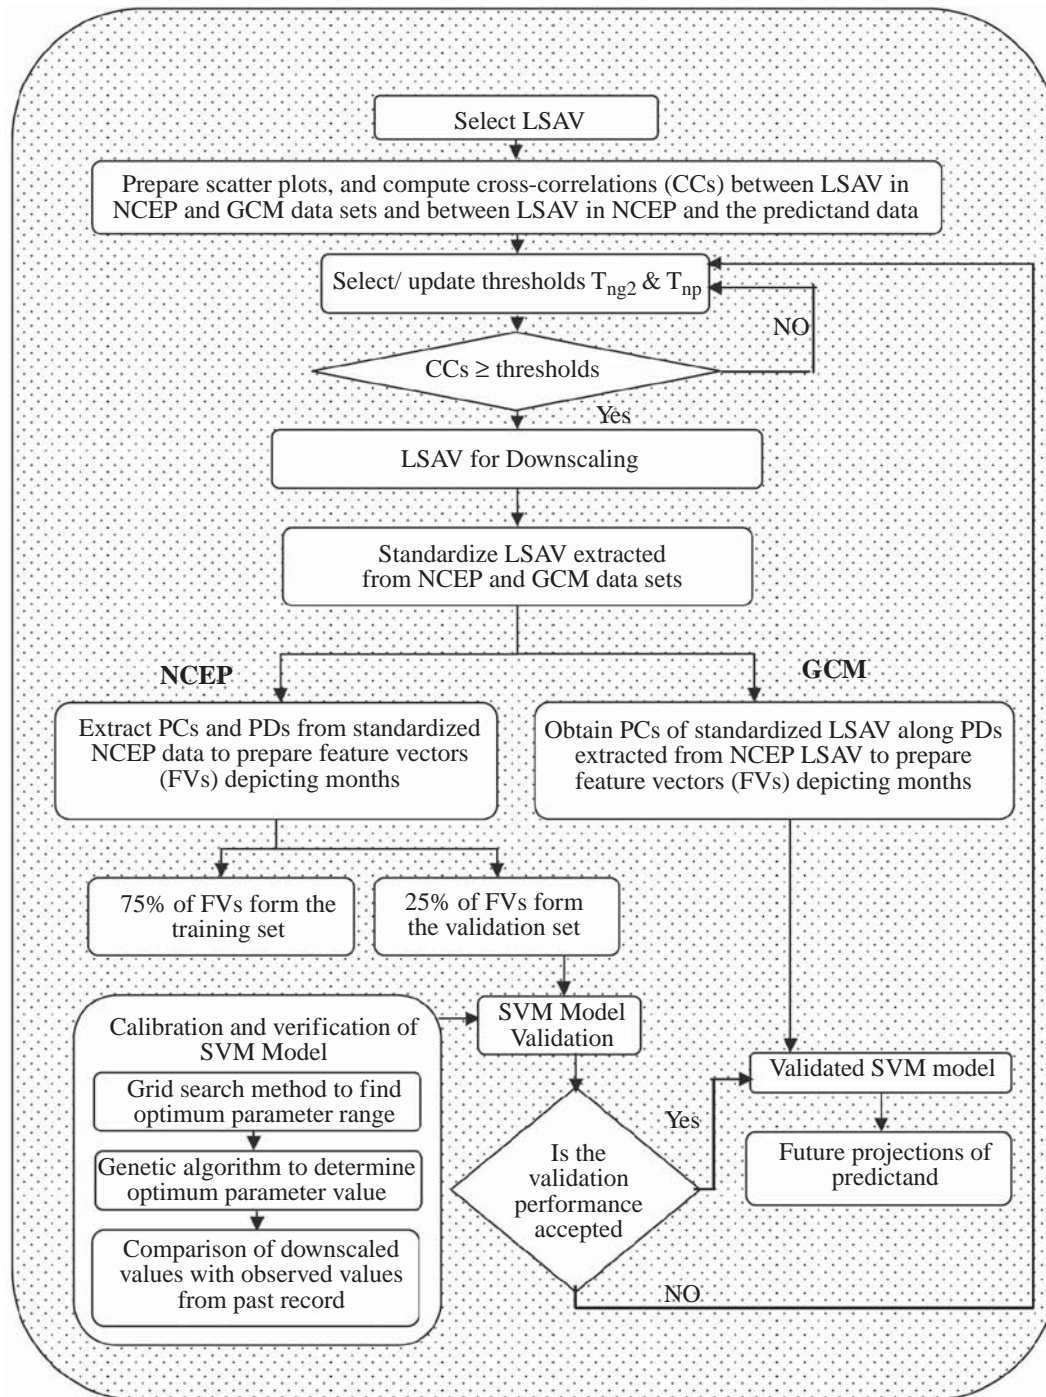 Select LSAV
Prepare scatter plots, and compute cross-correlations (CCs) between LSAV in
NCEP and GCM data sets and between LSAV in NCEP and the predictand data
Select/ update thresholds Tng2 & Tnp
NO
CCs ≥ thresholds
Yes
LSAV for Downscaling
Standardize LSAV extracted
from NCEP and GCM data sets
NCEP
GCM
Extract PCs and PDs from standardized
NCEP data to prepare feature vectors
(FVs) depicting months
Obtain PCs of standardized LSAV along PDs
extracted from NCEP LSAV to prepare
feature vectors (FVs) depicting months
75% of FVs form the
training set
25% of FVs form
the validation set
Calibration and verification of
SVM Model
Grid search method to find
optimum parameter range
Genetic algorithm to determine
optimum parameter value
Comparison of downscaled
values with observed values
from past record
SVM Model
Validation
Is the
validation
performance
accepted
Yes
NO
Validated SVM model
Future projections of
predictand